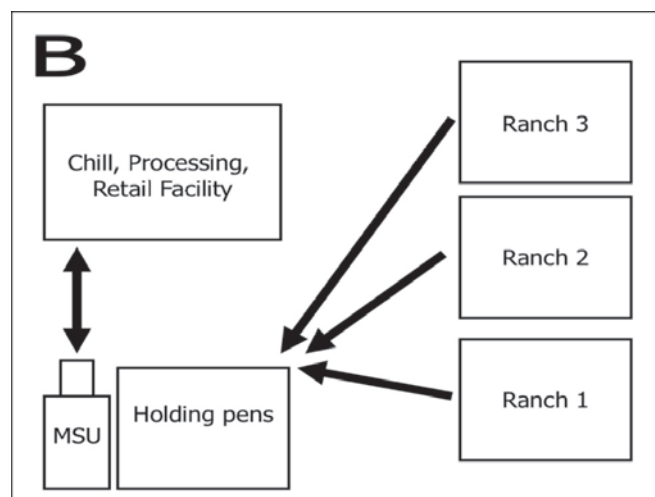 B
Chill, Processing,
Retail Facility
Ranch 3
Ranch 2
Ranch 1
Holding pens
MSU